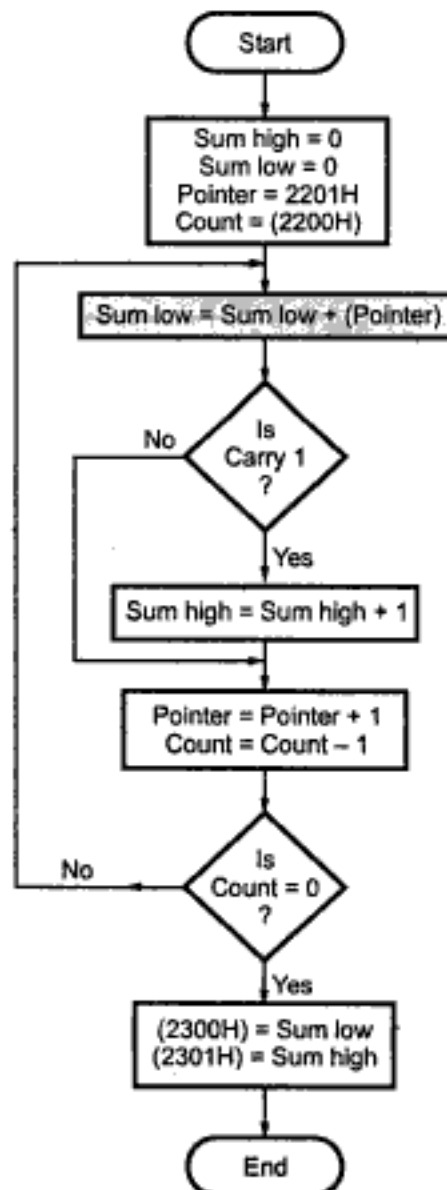 Start
Sum high = 0
Sum low = 0
Pointer = 2201H
Count = (2200H)
Sum low = Sum low + (Pointer)
Is
Carry 1
?
No
Yes
Sum high = Sum high + 1
Pointer = Pointer + 1
Count = Count – 1
Is
Count = 0
?
No
Yes
(2300H) = Sum low
(2301H) = Sum high
End